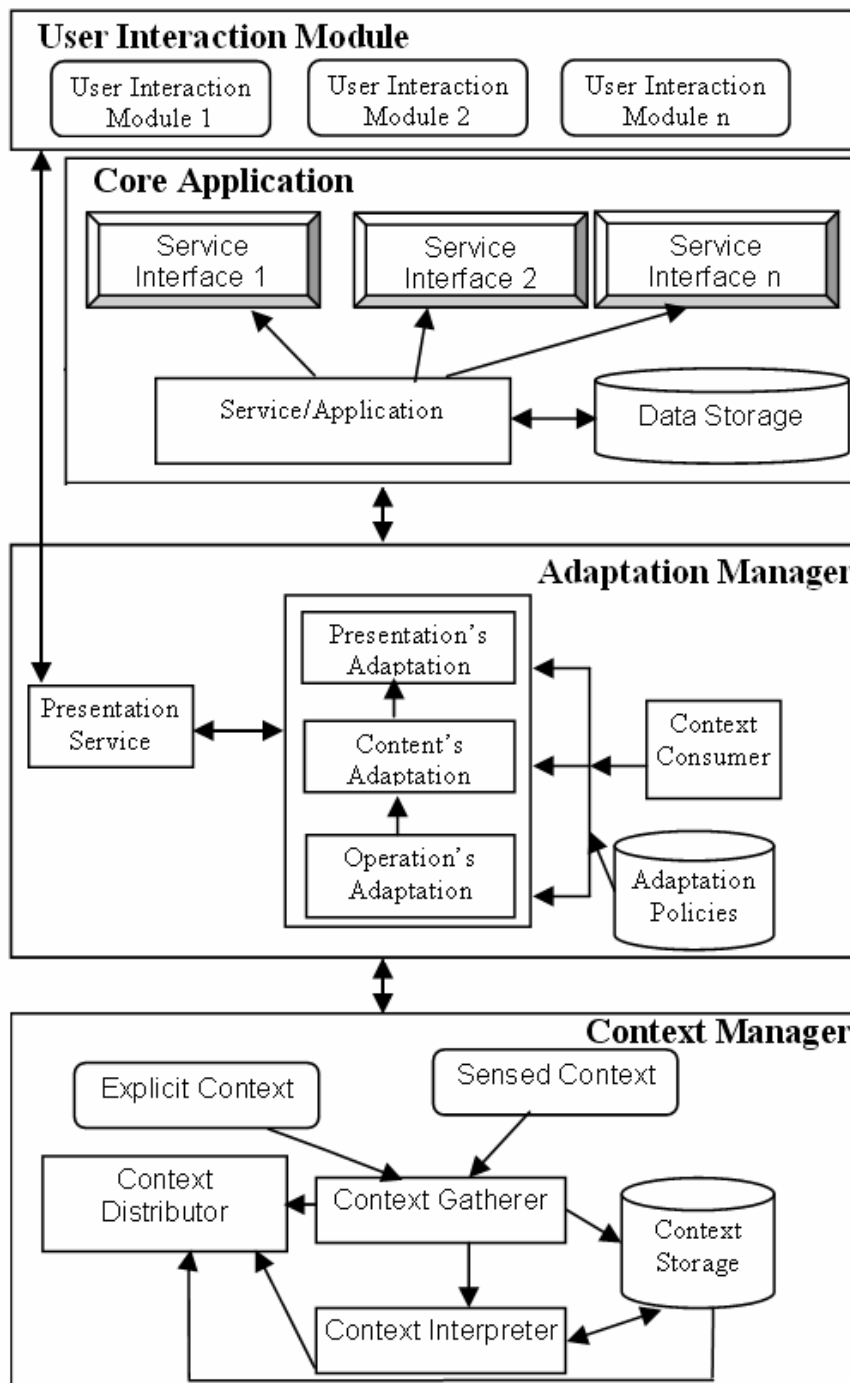 User Interaction Module
User Interaction
Module 1
User Interaction
Module 2
User Interaction
Module n
Core Application
Service
Interface 1
Service
Interface 2
Service
Interface n
Service/Application
Data Storage
Adaptation Manager
Presentation's
Adaptation
Presentation
Service
Content's
Adaptation
Context
Consumer
Operation's
Adaptation
Adaptation
Policies
Context Manager
Explicit Context
Sensed Context
Context
Distributor
Context Gatherer
Context
Storage
Context Interpreter